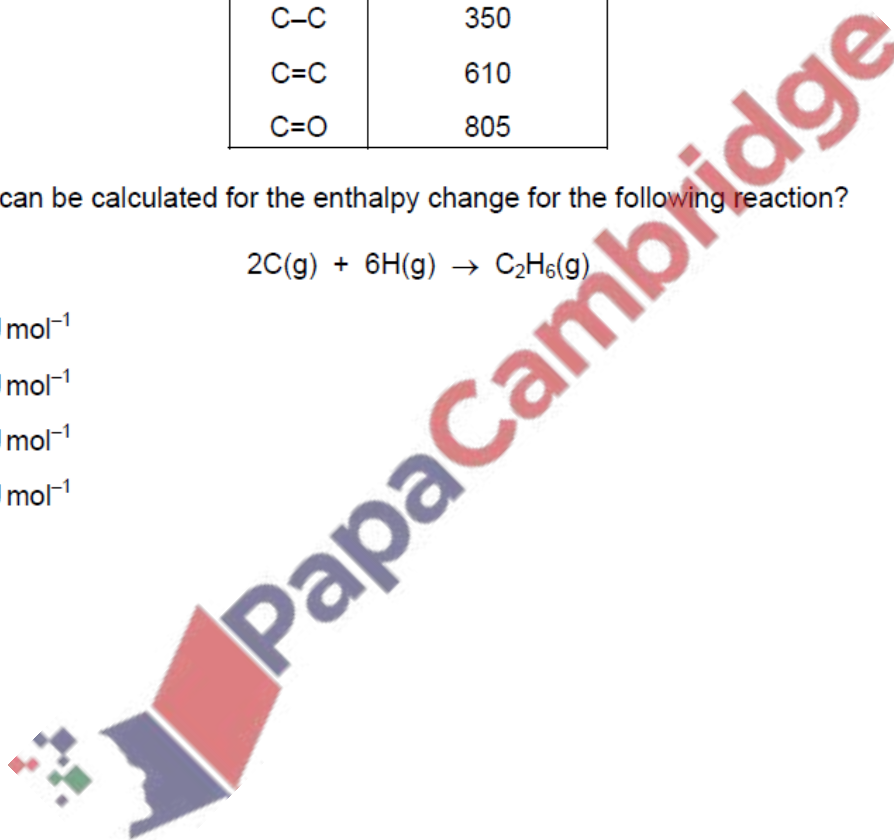 C–C 350
C=C 610
C=O 805
can be calculated for the enthalpy change for the following reaction?
2C(g) + 6H(g) → C₂H₆(g)
mol⁻¹
mol⁻¹
mol⁻¹
mol⁻¹
PapaCambridge